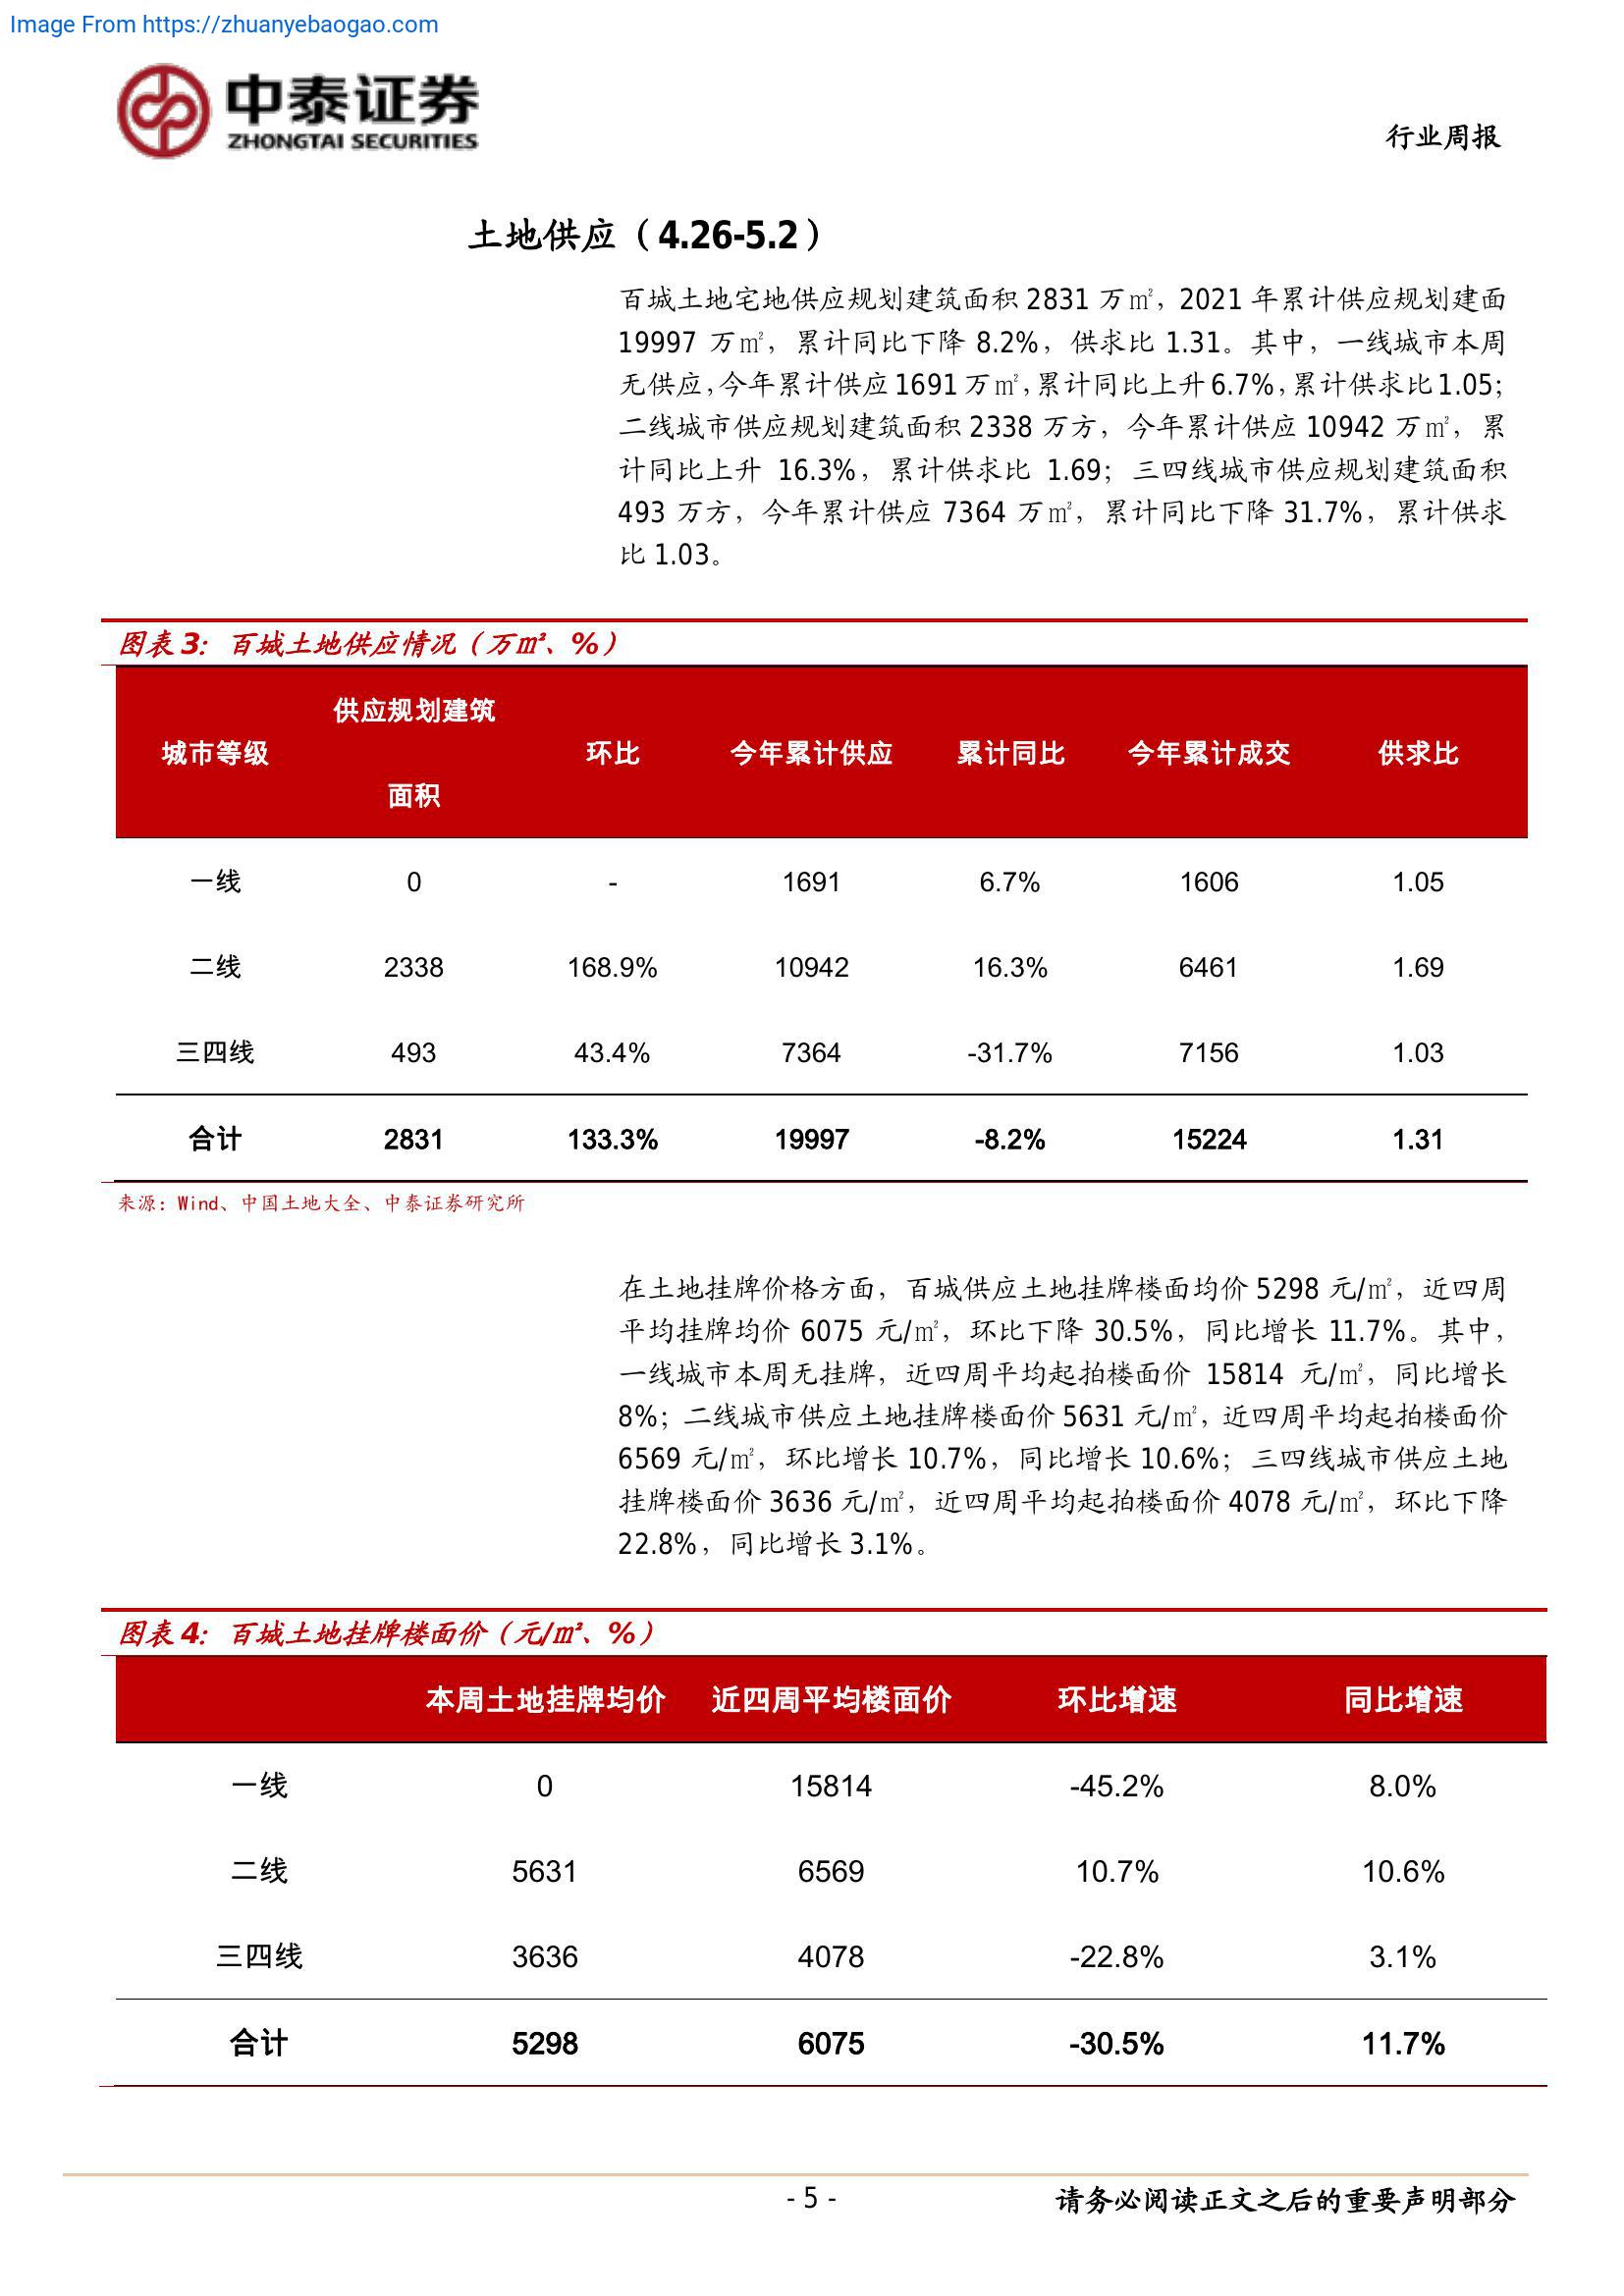 Image From https://zhuanyebaogao.com
中泰证券
ZHONGTAI SECURITIES
行业周报
土地供应（4.26-5.2）
百城土地宅地供应规划建筑面积 2831 万㎡，2021 年累计供应规划建面
19997 万㎡，累计同比下降 8.2%，供求比 1.31。其中，一线城市本周
无供应，今年累计供应 1691 万㎡，累计同比上升 6.7%，累计供求比 1.05；
二线城市供应规划建筑面积 2338 万方，今年累计供应 10942 万㎡，累
计同比上升 16.3%，累计供求比 1.69；三四线城市供应规划建筑面积
493 万方，今年累计供应 7364 万㎡，累计同比下降 31.7%，累计供求
比 1.03。
图表 3：百城土地供应情况（万㎡、%）
城市等级 供应规划建筑面积 环比 今年累计供应 累计同比 今年累计成交 供求比
一线 0 - 1691 6.7% 1606 1.05
二线 2338 168.9% 10942 16.3% 6461 1.69
三四线 493 43.4% 7364 -31.7% 7156 1.03
合计 2831 133.3% 19997 -8.2% 15224 1.31
来源：Wind、中国土地大全、中泰证券研究所
在土地挂牌价格方面，百城供应土地挂牌楼面均价 5298 元/㎡，近四周
平均挂牌均价 6075 元/㎡，环比下降 30.5%，同比增长 11.7%。其中，
一线城市本周无挂牌，近四周平均起拍楼面价 15814 元/㎡，同比增长
8%；二线城市供应土地挂牌楼面价 5631 元/㎡，近四周平均起拍楼面价
6569 元/㎡，环比增长 10.7%，同比增长 10.6%；三四线城市供应土地
挂牌楼面价 3636 元/㎡，近四周平均起拍楼面价 4078 元/㎡，环比下降
22.8%，同比增长 3.1%。
图表 4：百城土地挂牌楼面价（元/㎡、%）
本周土地挂牌均价 近四周平均楼面价 环比增速 同比增速
一线 0 15814 -45.2% 8.0%
二线 5631 6569 10.7% 10.6%
三四线 3636 4078 -22.8% 3.1%
合计 5298 6075 -30.5% 11.7%
- 5 -
请务必阅读正文之后的重要声明部分